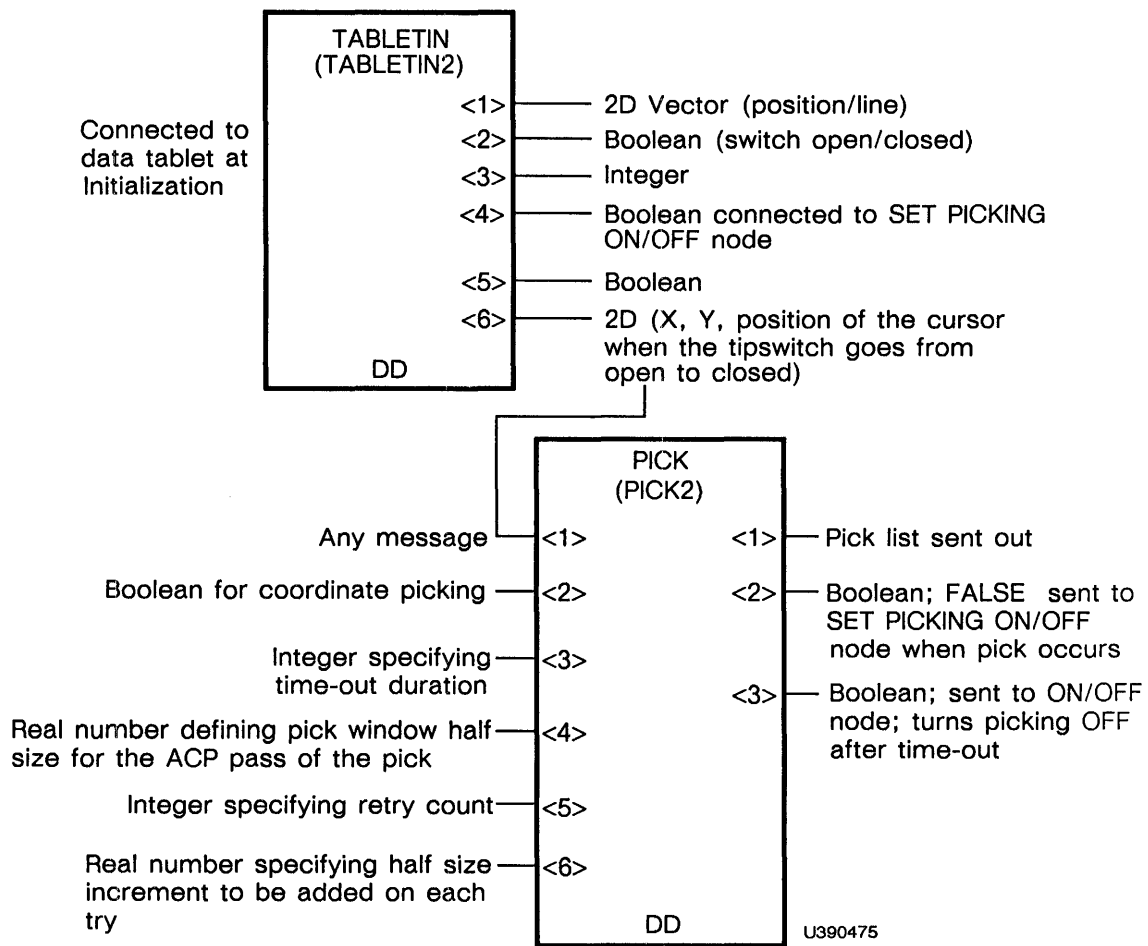 TABLETIN
(TABLETIN2)
Connected to
data tablet at
Initialization
<1>
2D Vector (position/line)
<2>
Boolean (switch open/closed)
<3>
Integer
<4>
Boolean connected to SET PICKING
ON/OFF node
<5>
Boolean
<6>
2D (X, Y, position of the cursor
when the tipswitch goes from
open to closed)
DD
PICK
(PICK2)
Any message
<1>
<1>
Pick list sent out
Boolean for coordinate picking
<2>
<2>
Boolean; FALSE sent to
SET PICKING ON/OFF
node when pick occurs
Integer specifying
time-out duration
<3>
<3>
Boolean; sent to ON/OFF
node; turns picking OFF
after time-out
Real number defining pick window half
size for the ACP pass of the pick
<4>
Integer specifying retry count
<5>
Real number specifying half size
increment to be added on each
try
<6>
DD
U390475